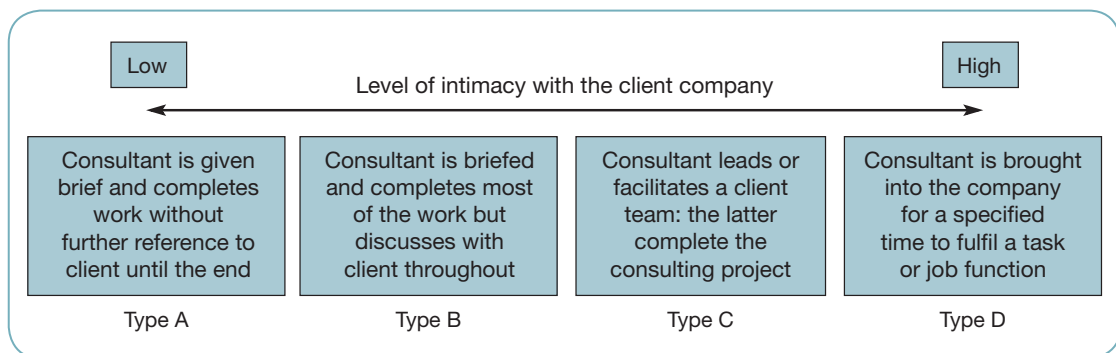 Low
High
Level of intimacy with the client company
Consultant is given
brief and completes
work without
further reference to
client until the end
Consultant is briefed
and completes most
of the work but
discusses with
client throughout
Consultant leads or
facilitates a client
team: the latter
complete the
consulting project
Consultant is brought
into the company
for a specified
time to fulfil a task
or job function
Type A
Type B
Type C
Type D